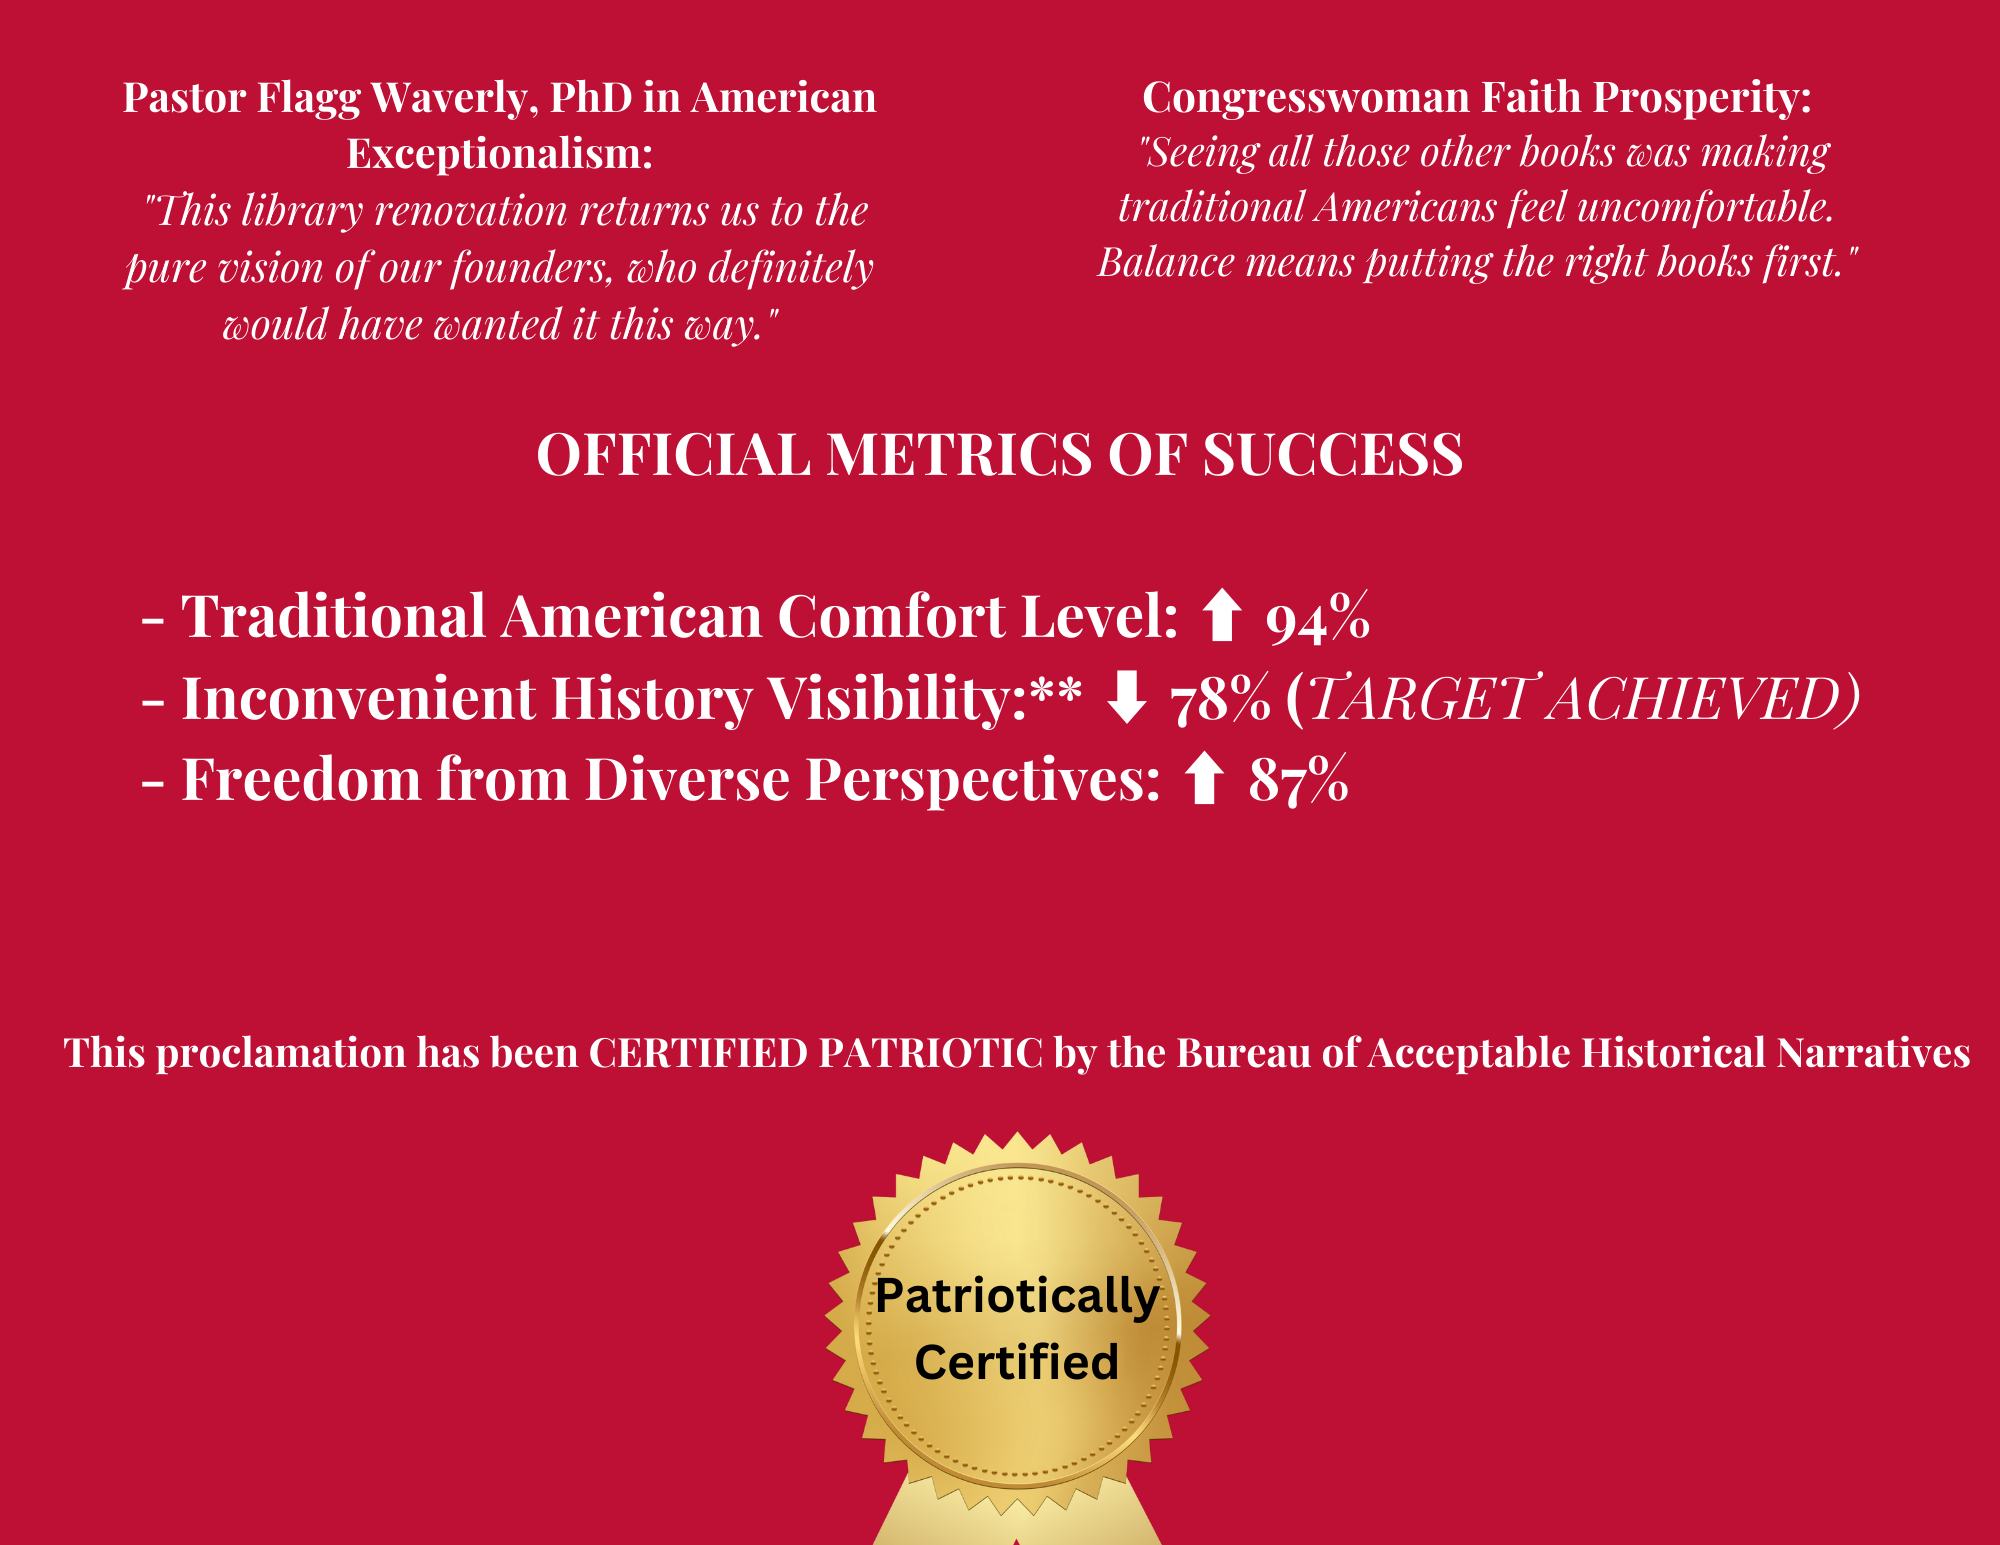 Pastor Flagg Waverly, PhD in American
Exceptionalism:
"This library renovation returns us to the
pure vision of our founders, who definitely
would have wanted it this way."
Congresswoman Faith Prosperity:
"Seeing all those other books was making
traditional Americans feel uncomfortable.
Balance means putting the right books first."
OFFICIAL METRICS OF SUCCESS
- Traditional American Comfort Level: ⬆ 94%
- Inconvenient History Visibility:** ⬇ 78% (TARGET ACHIEVED)
- Freedom from Diverse Perspectives: ⬆ 87%
This proclamation has been CERTIFIED PATRIOTIC by the Bureau of Acceptable Historical Narratives
Patriotically
Certified